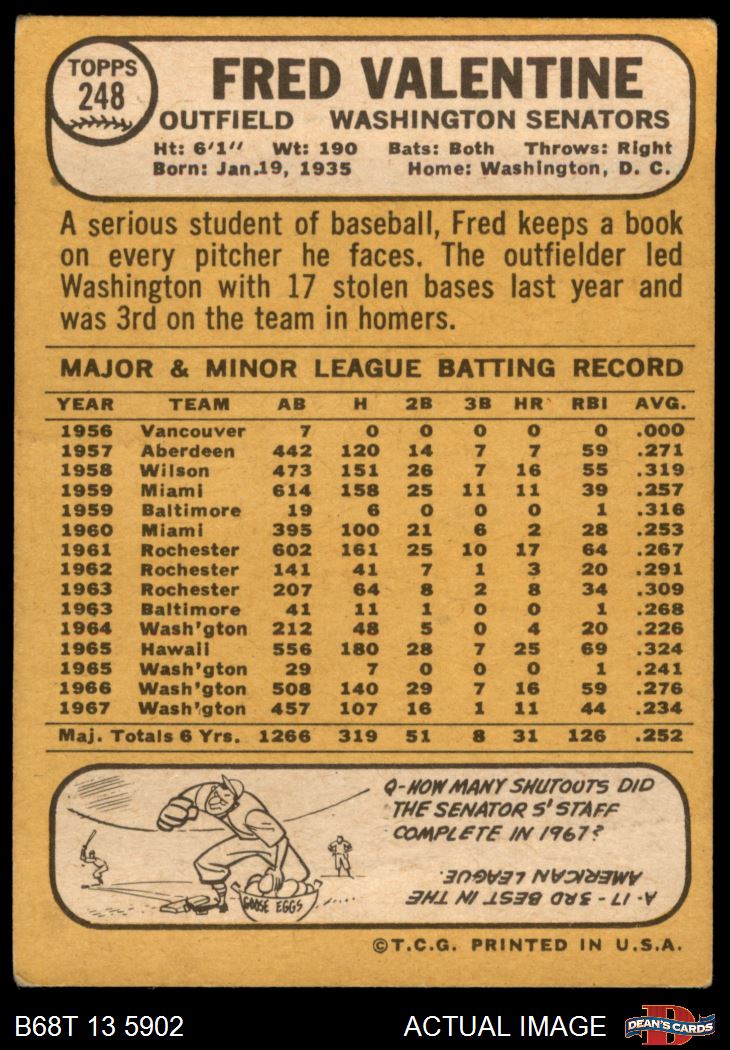 TOPPS
248
FRED VALENTINE
OUTFIELD WASHINGTON SENATORS
Ht: 6'1" Wt: 190 Bats: Both Throws: Right
Born: Jan.19, 1935 Home: Washington, D. C.
A serious student of baseball, Fred keeps a book
on every pitcher he faces. The outfielder led
Washington with 17 stolen bases last year and
was 3rd on the team in homers.
MAJOR & MINOR LEAGUE BATTING RECORD
YEAR TEAM AB H 2B 3B HR RBI AVG.
1956 Vancouver 7 0 0 0 0 0 .000
1957 Aberdeen 442 120 14 7 7 59 .271
1958 Wilson 473 151 26 7 16 55 .319
1959 Miami 614 158 25 11 11 39 .257
1959 Baltimore 19 6 0 0 0 1 .316
1960 Miami 395 100 21 6 2 28 .253
1961 Rochester 602 161 25 10 17 64 .267
1962 Rochester 141 41 7 1 3 20 .291
1963 Rochester 207 64 8 2 8 34 .309
1963 Baltimore 41 11 1 0 0 1 .268
1964 Wash'gton 212 48 5 0 4 20 .226
1965 Hawaii 556 180 28 7 25 69 .324
1965 Wash'gton 29 7 0 0 0 1 .241
1966 Wash'gton 508 140 29 7 16 59 .276
1967 Wash'gton 457 107 16 1 11 44 .234
Maj. Totals 6 Yrs. 1266 319 51 8 31 126 .252
Q-HOW MANY SHUTOUTS DID
THE SENATOR S' STAFF
COMPLETE IN 1967?
A-17 - 3RD BEST IN THE
AMERICAN LEAGUE.
GOOSE EGGS
©T.C.G. PRINTED IN U.S.A.
B68T 13 5902
ACTUAL IMAGE
D
DEAN'S CARDS